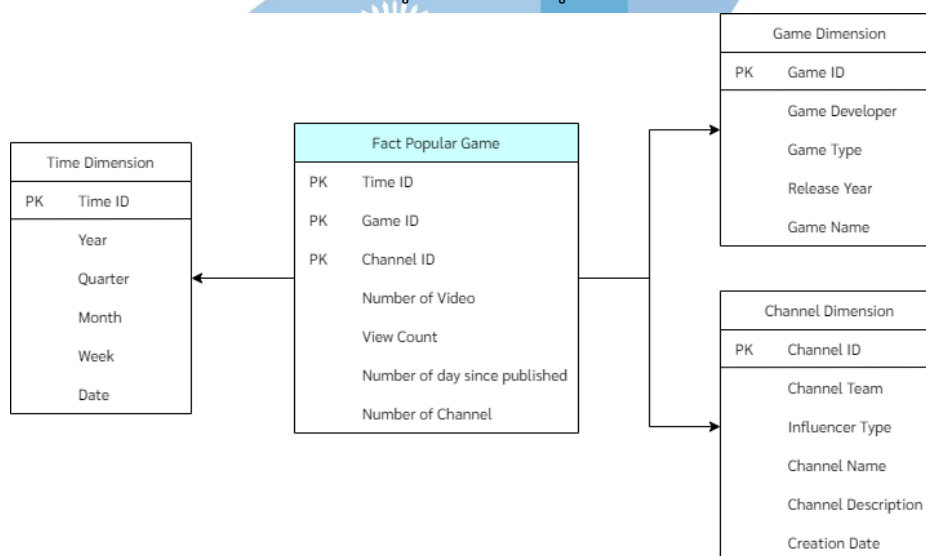 Time Dimension
PK Time ID
Year
Quarter
Month
Week
Date
Fact Popular Game
PK Time ID
PK Game ID
PK Channel ID
Number of Video
View Count
Number of day since published
Number of Channel
Game Dimension
PK Game ID
Game Developer
Game Type
Release Year
Game Name
Channel Dimension
PK Channel ID
Channel Team
Influencer Type
Channel Name
Channel Description
Creation Date